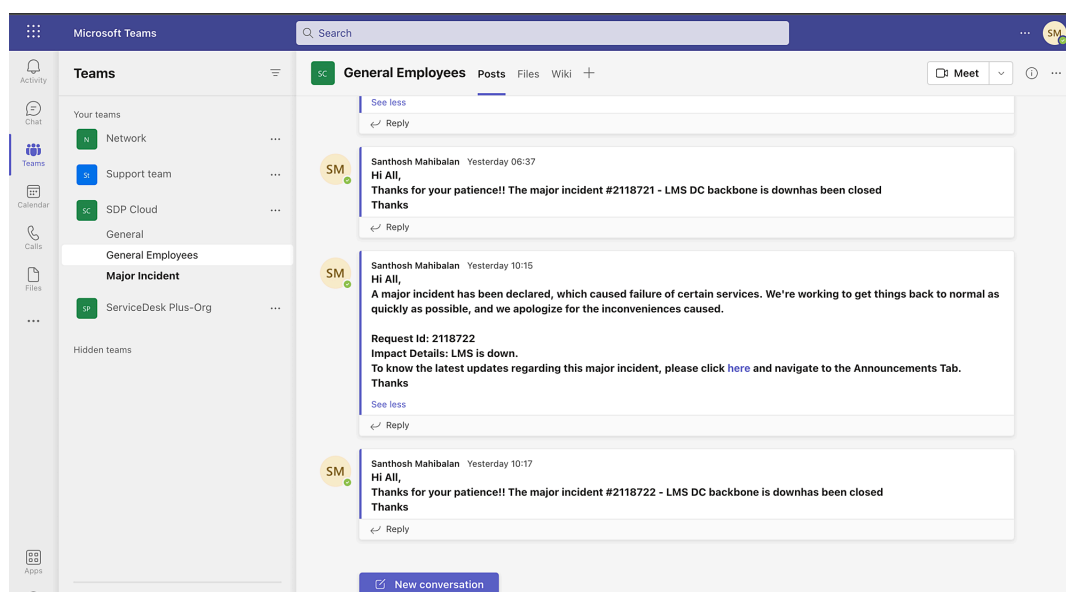 Microsoft Teams
Search
SM
Activity
Chat
Teams
Calendar
Calls
Files
Apps
Teams
Your teams
N Network
St Support team
SC SDP Cloud
General
General Employees
Major Incident
SP ServiceDesk Plus-Org
Hidden teams
SC General Employees Posts Files Wiki
Meet
See less
Reply
SM
Santhosh Mahibalan Yesterday 06:37
Hi All,
Thanks for your patience!! The major incident #2118721 - LMS DC backbone is downhas been closed
Thanks
Reply
SM
Santhosh Mahibalan Yesterday 10:15
Hi All,
A major incident has been declared, which caused failure of certain services. We're working to get things back to normal as
quickly as possible, and we apologize for the inconveniences caused.
Request Id: 2118722
Impact Details: LMS is down.
To know the latest updates regarding this major incident, please click here and navigate to the Announcements Tab.
Thanks
See less
Reply
SM
Santhosh Mahibalan Yesterday 10:17
Hi All,
Thanks for your patience!! The major incident #2118722 - LMS DC backbone is downhas been closed
Thanks
Reply
New conversation